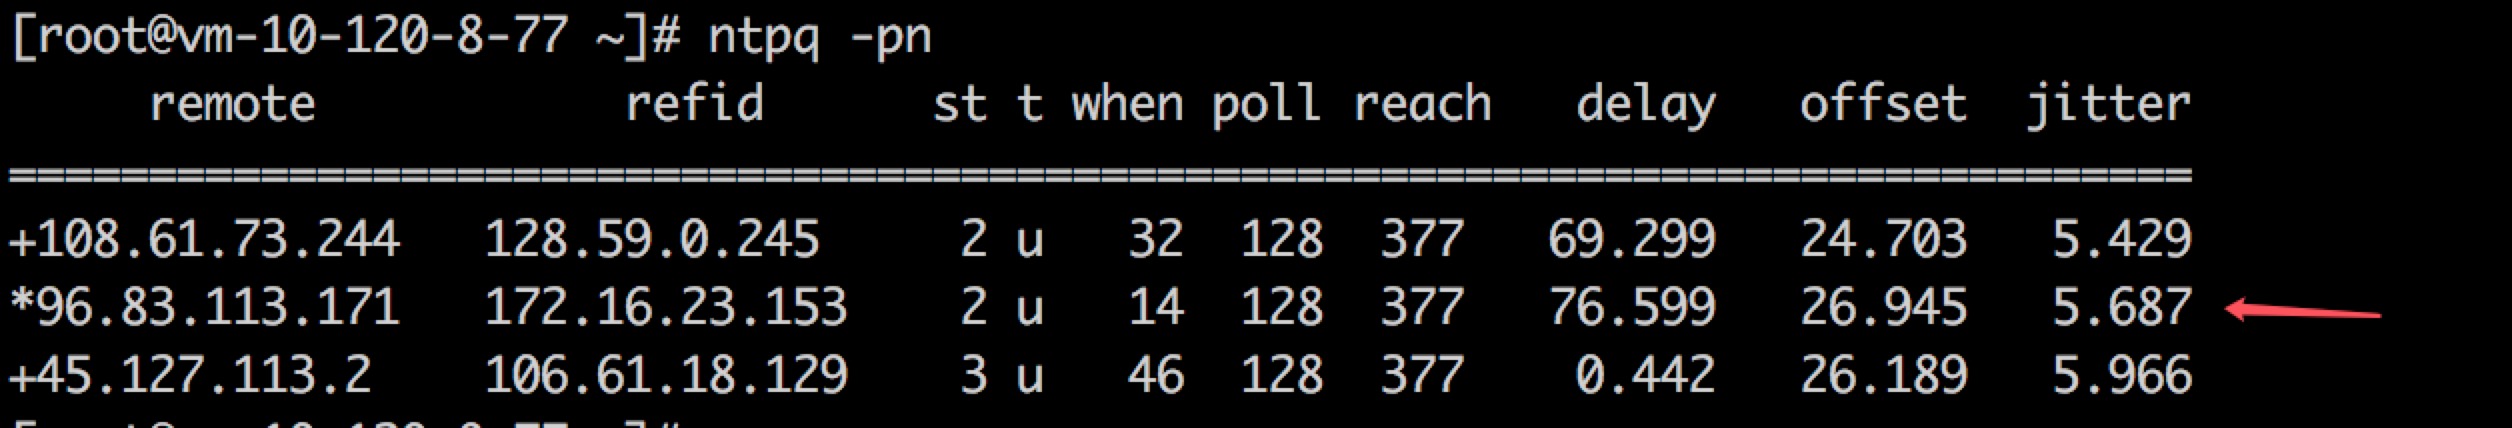 [root@vm-10-120-8-77 ~]# ntpq -pn
     remote           refid      st t when poll reach   delay   offset  jitter
==============================================================================
+108.61.73.244   128.59.0.245     2 u   32  128  377   69.299   24.703   5.429
*96.83.113.171   172.16.23.153    2 u   14  128  377   76.599   26.945   5.687
+45.127.113.2    106.61.18.129    3 u   46  128  377    0.442   26.189   5.966